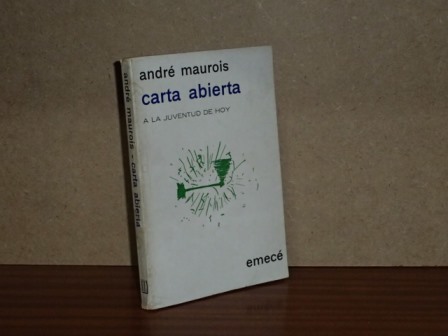 andré maurois
carta abierta
A LA JUVENTUD DE HOY
emecé
andré maurois - carta abierta